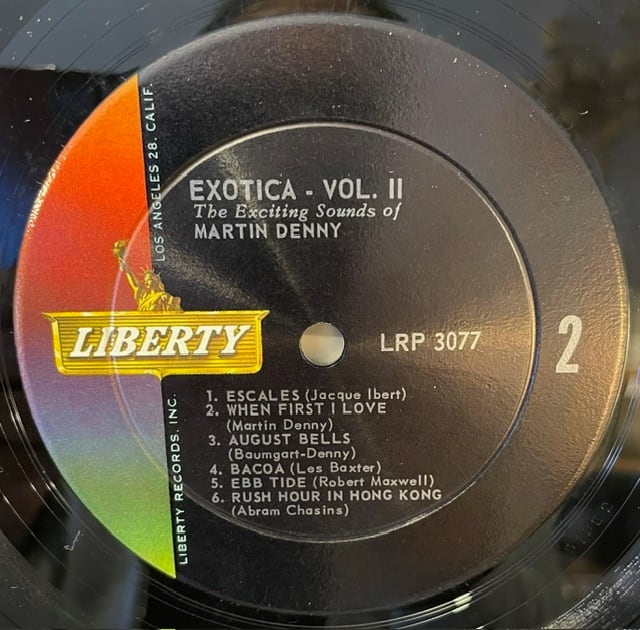 LOS ANGELES 28, CALIF.
EXOTICA - VOL. II
The Exciting Sounds of
MARTIN DENNY
LIBERTY
LRP 3077
2
1. ESCALES (Jacque Ibert)
2. WHEN FIRST I LOVE
(Martin Denny)
3. AUGUST BELLS
(Baumgart-Denny)
4. BACOA (Les Baxter)
5. EBB TIDE (Robert Maxwell)
6. RUSH HOUR IN HONG KONG
(Abram Chasins)
LIBERTY RECORDS, INC.